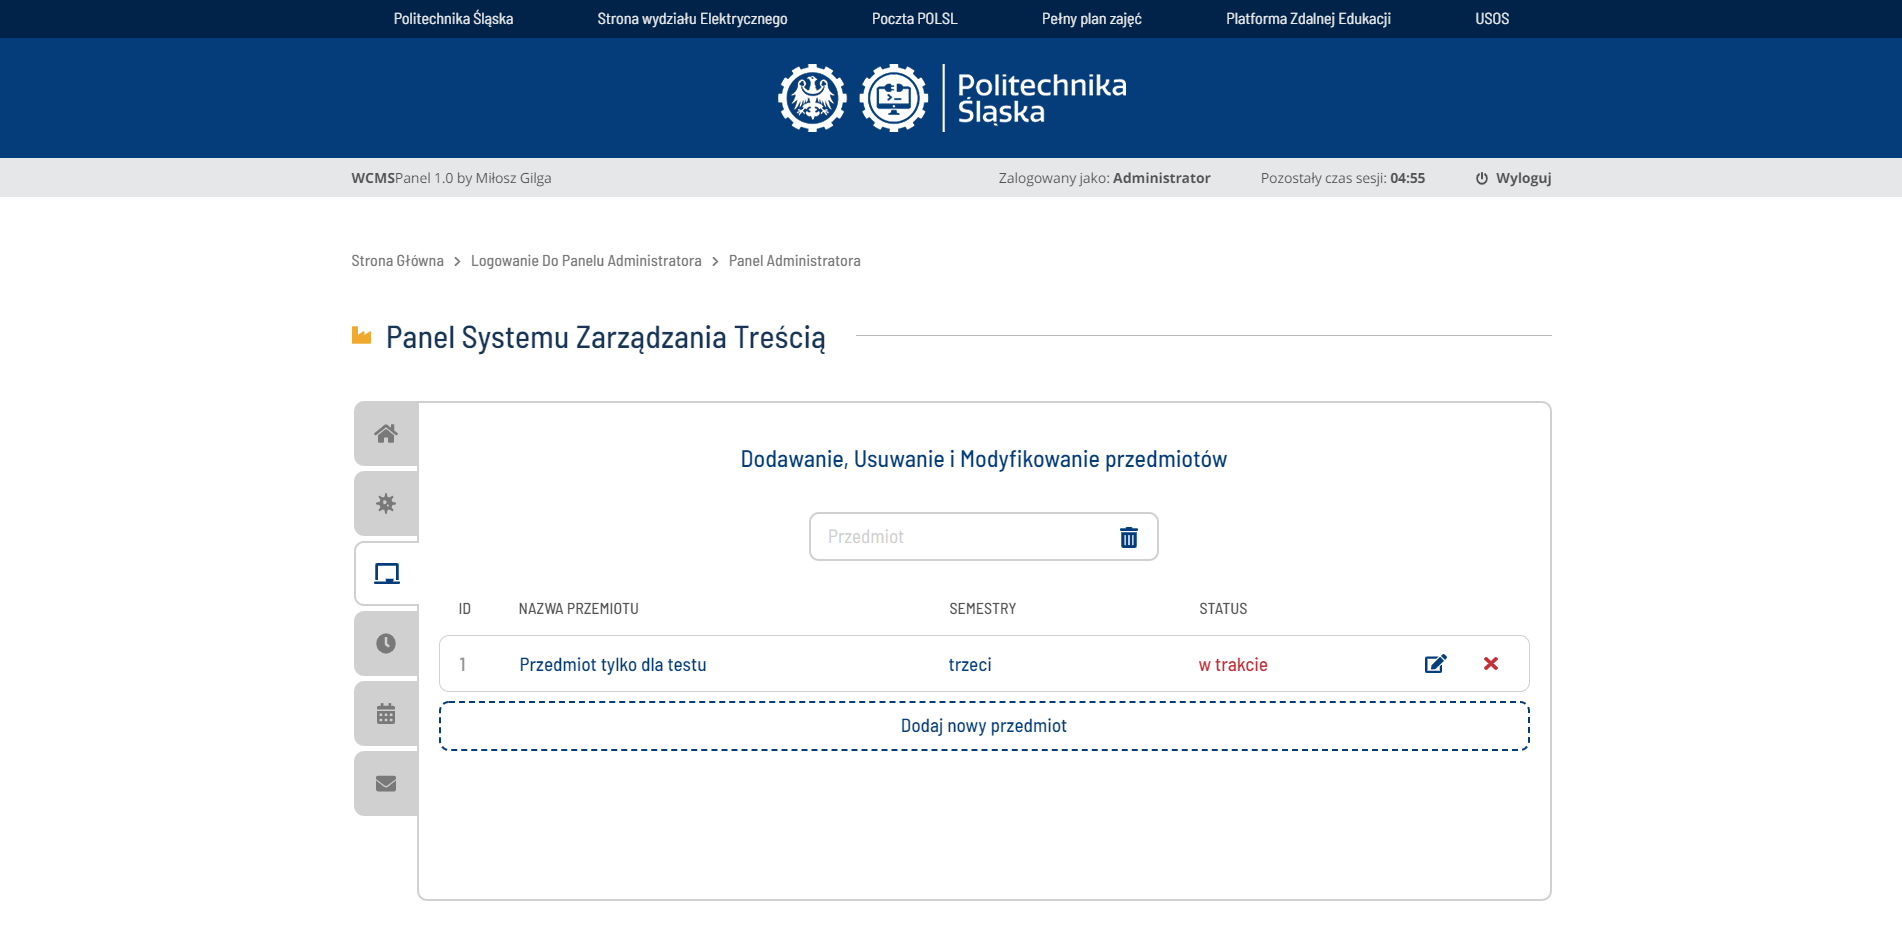 Politechnika Śląska Strona wydziału Elektrycznego Poczta POLSL Pełny plan zajęć Platforma Zdalnej Edukacji USOS
Politechnika
Śląska
WCMSPanel 1.0 by Miłosz Gilga Zalogowany jako: Administrator Pozostały czas sesji: 04:55 Wyloguj
Strona Główna Logowanie Do Panelu Administratora Panel Administratora
Panel Systemu Zarządzania Treścią
Dodawanie, Usuwanie i Modyfikowanie przedmiotów
Przedmiot
ID NAZWA PRZEMIOTU SEMESTRY STATUS
1 Przedmiot tylko dla testu trzeci w trakcie
Dodaj nowy przedmiot